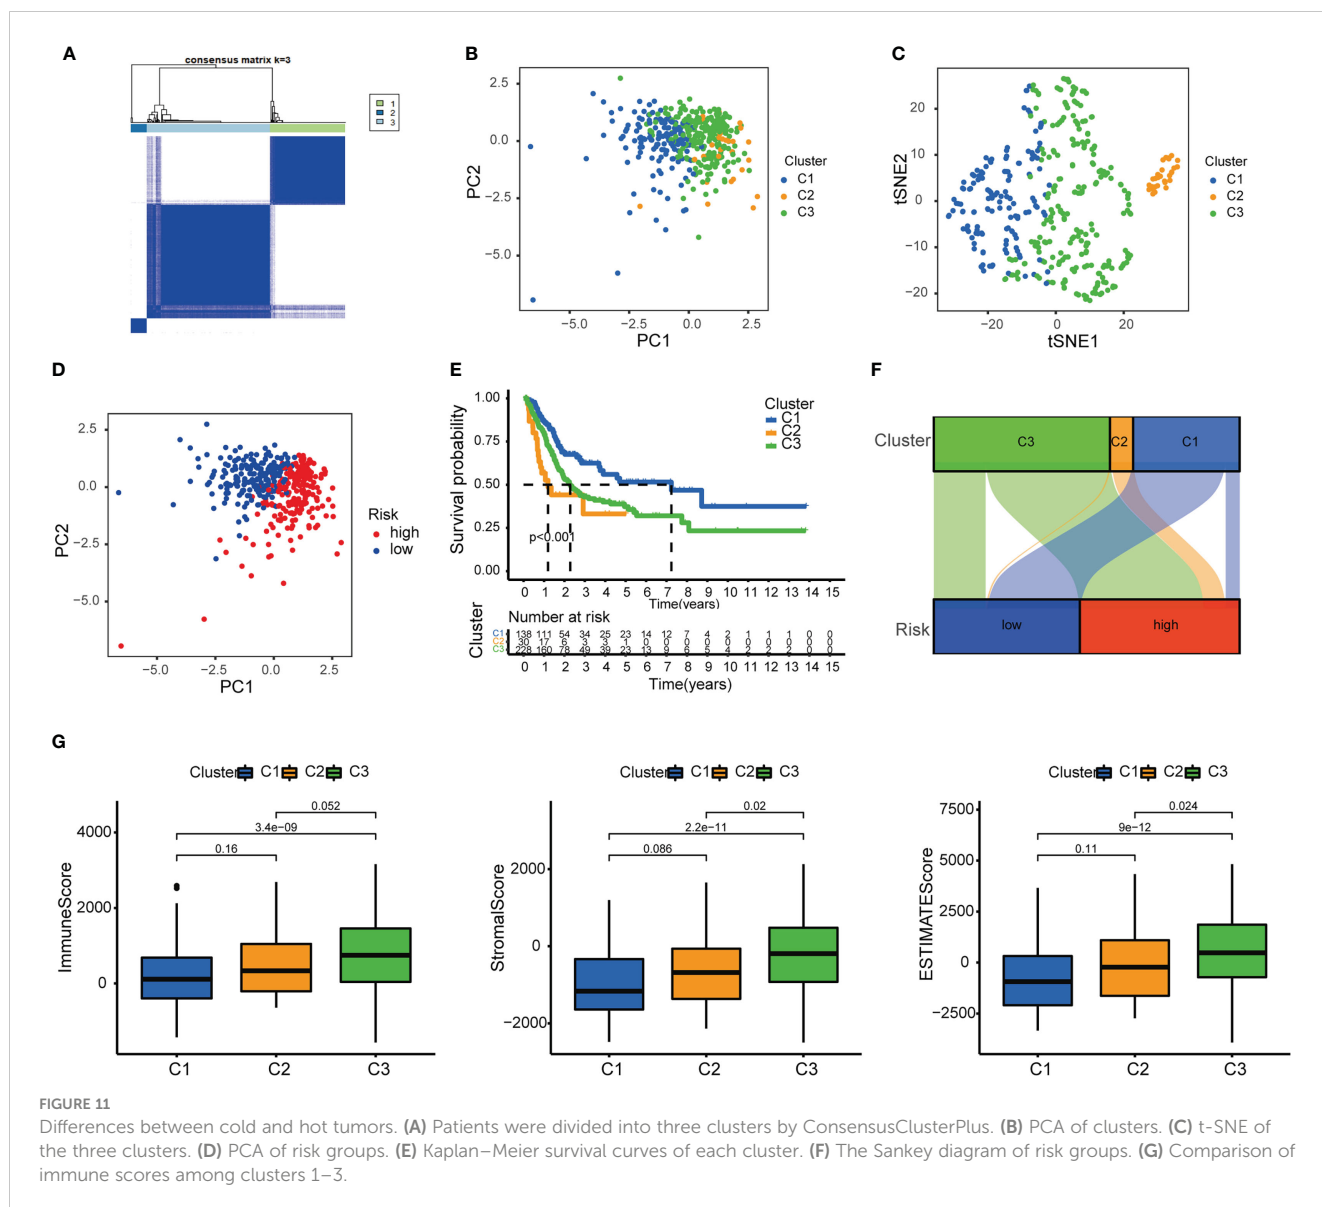 A
consensus matrix k=3
1
2
3
B
PC2
2.5
0.0
−2.5
−5.0
−5.0
−2.5
0.0
2.5
PC1
Cluster
C1
C2
C3
C
tSNE2
20
10
0
−10
−20
−20
0
20
tSNE1
Cluster
C1
C2
C3
D
PC2
2.5
0.0
−2.5
−5.0
−5.0
−2.5
0.0
2.5
PC1
Risk
high
low
E
Survival probability
1.00
0.75
0.50
0.25
0.00
Cluster
C1
C2
C3
p<0.001
0 1 2 3 4 5 6 7 8 9 10 11 12 13 14 15
Time(years)
Number at risk
Cluster
C1 138 111 54 34 25 23 14 12 7 4 2 1 1 1 0 0
C2 30 17 6 3 3 1 0 0 0 0 0 0 0 0 0 0
C3 228 160 78 49 39 23 13 9 6 5 4 2 2 2 0 0
0 1 2 3 4 5 6 7 8 9 10 11 12 13 14 15
Time(years)
F
Cluster
C3
C2
C1
Risk
low
high
G
Cluster C1 C2 C3
ImmuneScore
4000
2000
0
0.052
3.4e−09
0.16
C1 C2 C3
Cluster C1 C2 C3
StromalScore
2000
0
−2000
0.02
2.2e−11
0.086
C1 C2 C3
Cluster C1 C2 C3
ESTIMATEScore
7500
5000
2500
0
−2500
0.024
9e−12
0.11
C1 C2 C3
FIGURE 11
Differences between cold and hot tumors. (A) Patients were divided into three clusters by ConsensusClusterPlus. (B) PCA of clusters. (C) t-SNE of
the three clusters. (D) PCA of risk groups. (E) Kaplan–Meier survival curves of each cluster. (F) The Sankey diagram of risk groups. (G) Comparison of
immune scores among clusters 1–3.